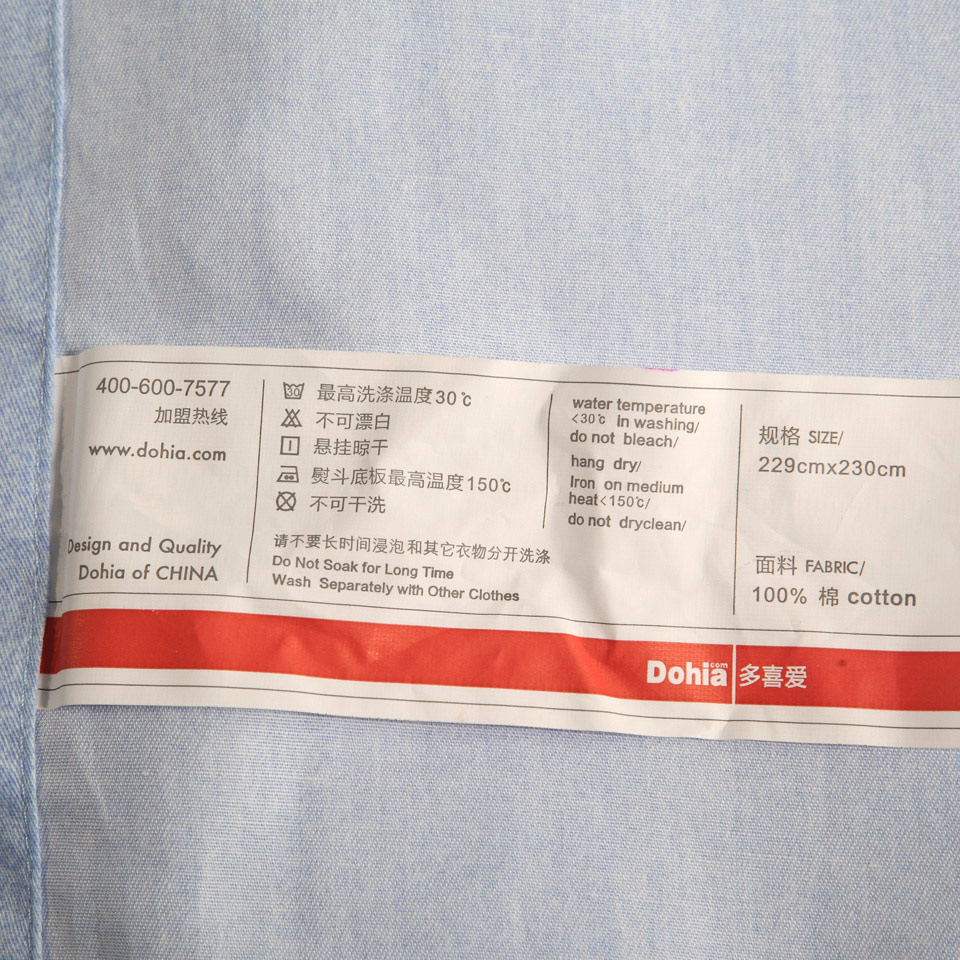 400-600-7577
加盟热线
www.dohia.com
Design and Quality
Dohia of CHINA
30 最高洗涤温度30℃
不可漂白
悬挂晾干
熨斗底板最高温度150℃
不可干洗
请不要长时间浸泡和其它衣物分开洗涤
Do Not Soak for Long Time
Wash Separately with Other Clothes
water temperature
<30℃ in washing/
do not bleach/
hang dry/
Iron on medium
heat<150℃/
do not dryclean/
规格 SIZE/
229cmx230cm
面料 FABRIC/
100% 棉 cotton
Dohia.com 多喜爱